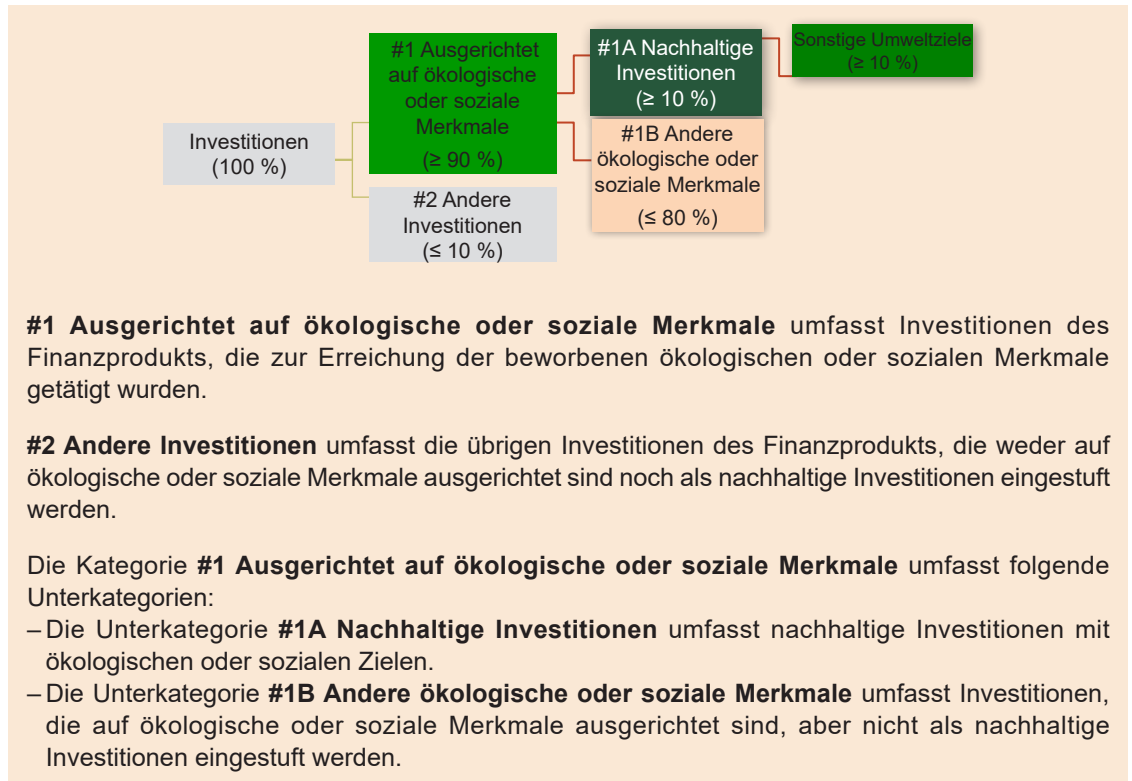 Investitionen
(100 %)
#1 Ausgerichtet
auf ökologische
oder soziale
Merkmale
(≥ 90 %)
#2 Andere
Investitionen
(≤ 10 %)
#1A Nachhaltige
Investitionen
(≥ 10 %)
#1B Andere
ökologische oder
soziale Merkmale
(≤ 80 %)
Sonstige Umweltziele
(≥ 10 %)
#1 Ausgerichtet auf ökologische oder soziale Merkmale umfasst Investitionen des
Finanzprodukts, die zur Erreichung der beworbenen ökologischen oder sozialen Merkmale
getätigt wurden.
#2 Andere Investitionen umfasst die übrigen Investitionen des Finanzprodukts, die weder auf
ökologische oder soziale Merkmale ausgerichtet sind noch als nachhaltige Investitionen eingestuft
werden.
Die Kategorie #1 Ausgerichtet auf ökologische oder soziale Merkmale umfasst folgende
Unterkategorien:
– Die Unterkategorie #1A Nachhaltige Investitionen umfasst nachhaltige Investitionen mit
ökologischen oder sozialen Zielen.
– Die Unterkategorie #1B Andere ökologische oder soziale Merkmale umfasst Investitionen,
die auf ökologische oder soziale Merkmale ausgerichtet sind, aber nicht als nachhaltige
Investitionen eingestuft werden.